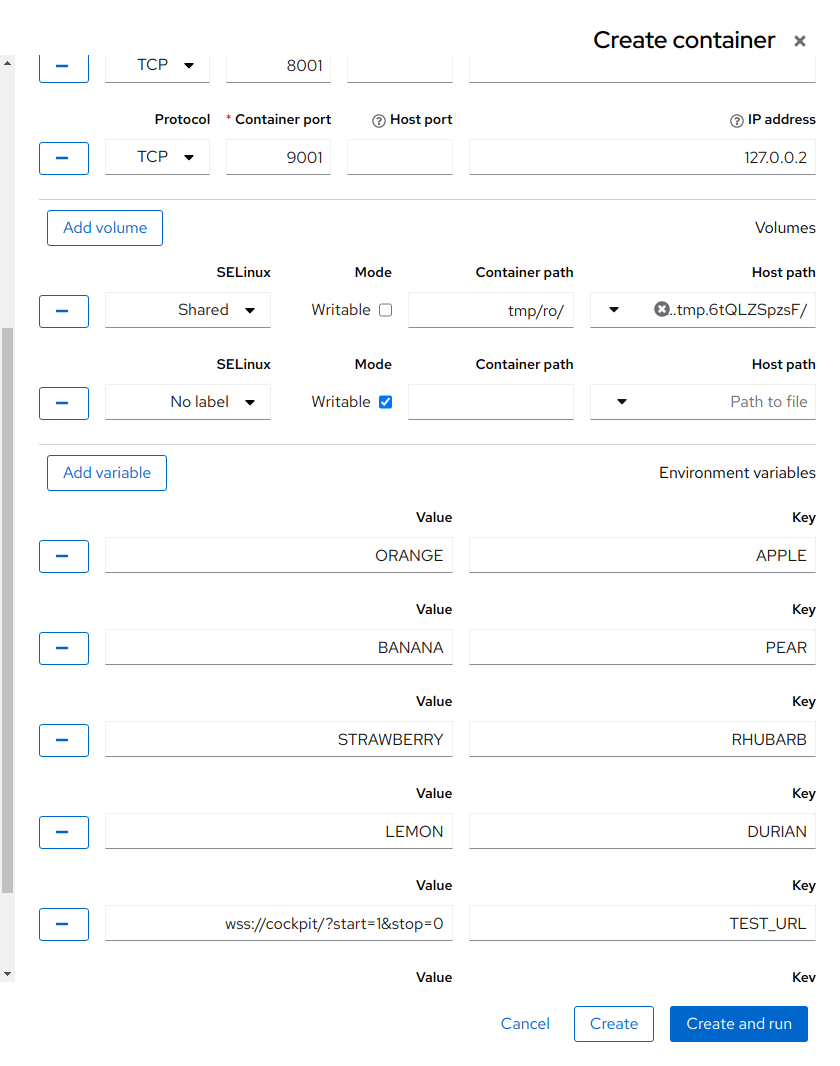 Create container
TCP 8001
Protocol * Container port Host port IP address
TCP 9001 127.0.0.2
Add volume Volumes
SELinux Mode Container path Host path
Shared Writable tmp/ro/ ..tmp.6tQLZSpzsF/
SELinux Mode Container path Host path
No label Writable Path to file
Add variable Environment variables
Value Key
ORANGE APPLE
Value Key
BANANA PEAR
Value Key
STRAWBERRY RHUBARB
Value Key
LEMON DURIAN
Value Key
wss://cockpit/?start=1&stop=0 TEST_URL
Value Key
Cancel Create Create and run